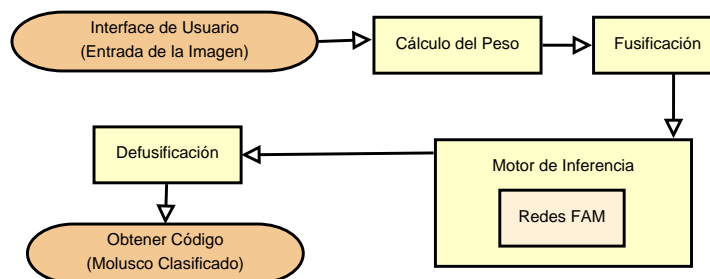 Interface de Usuario
(Entrada de la Imagen)
Cálculo del Peso
Fusificación
Motor de Inferencia
Redes FAM
Defusificación
Obtener Código
(Molusco Clasificado)